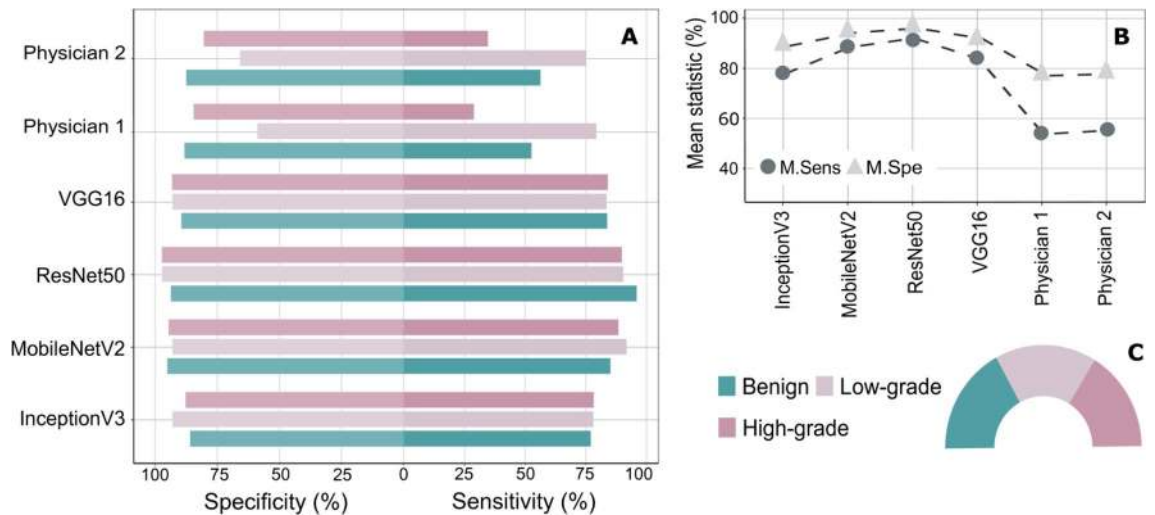 A
Physician 2
Physician 1
VGG16
ResNet50
MobileNetV2
InceptionV3
100 75 50 25 0 25 50 75 100
Specificity (%) Sensitivity (%)
B
Mean statistic (%)
100
80
60
40
M.Sens M.Spe
InceptionV3
MobileNetV2
ResNet50
VGG16
Physician 1
Physician 2
C
Benign Low-grade
High-grade